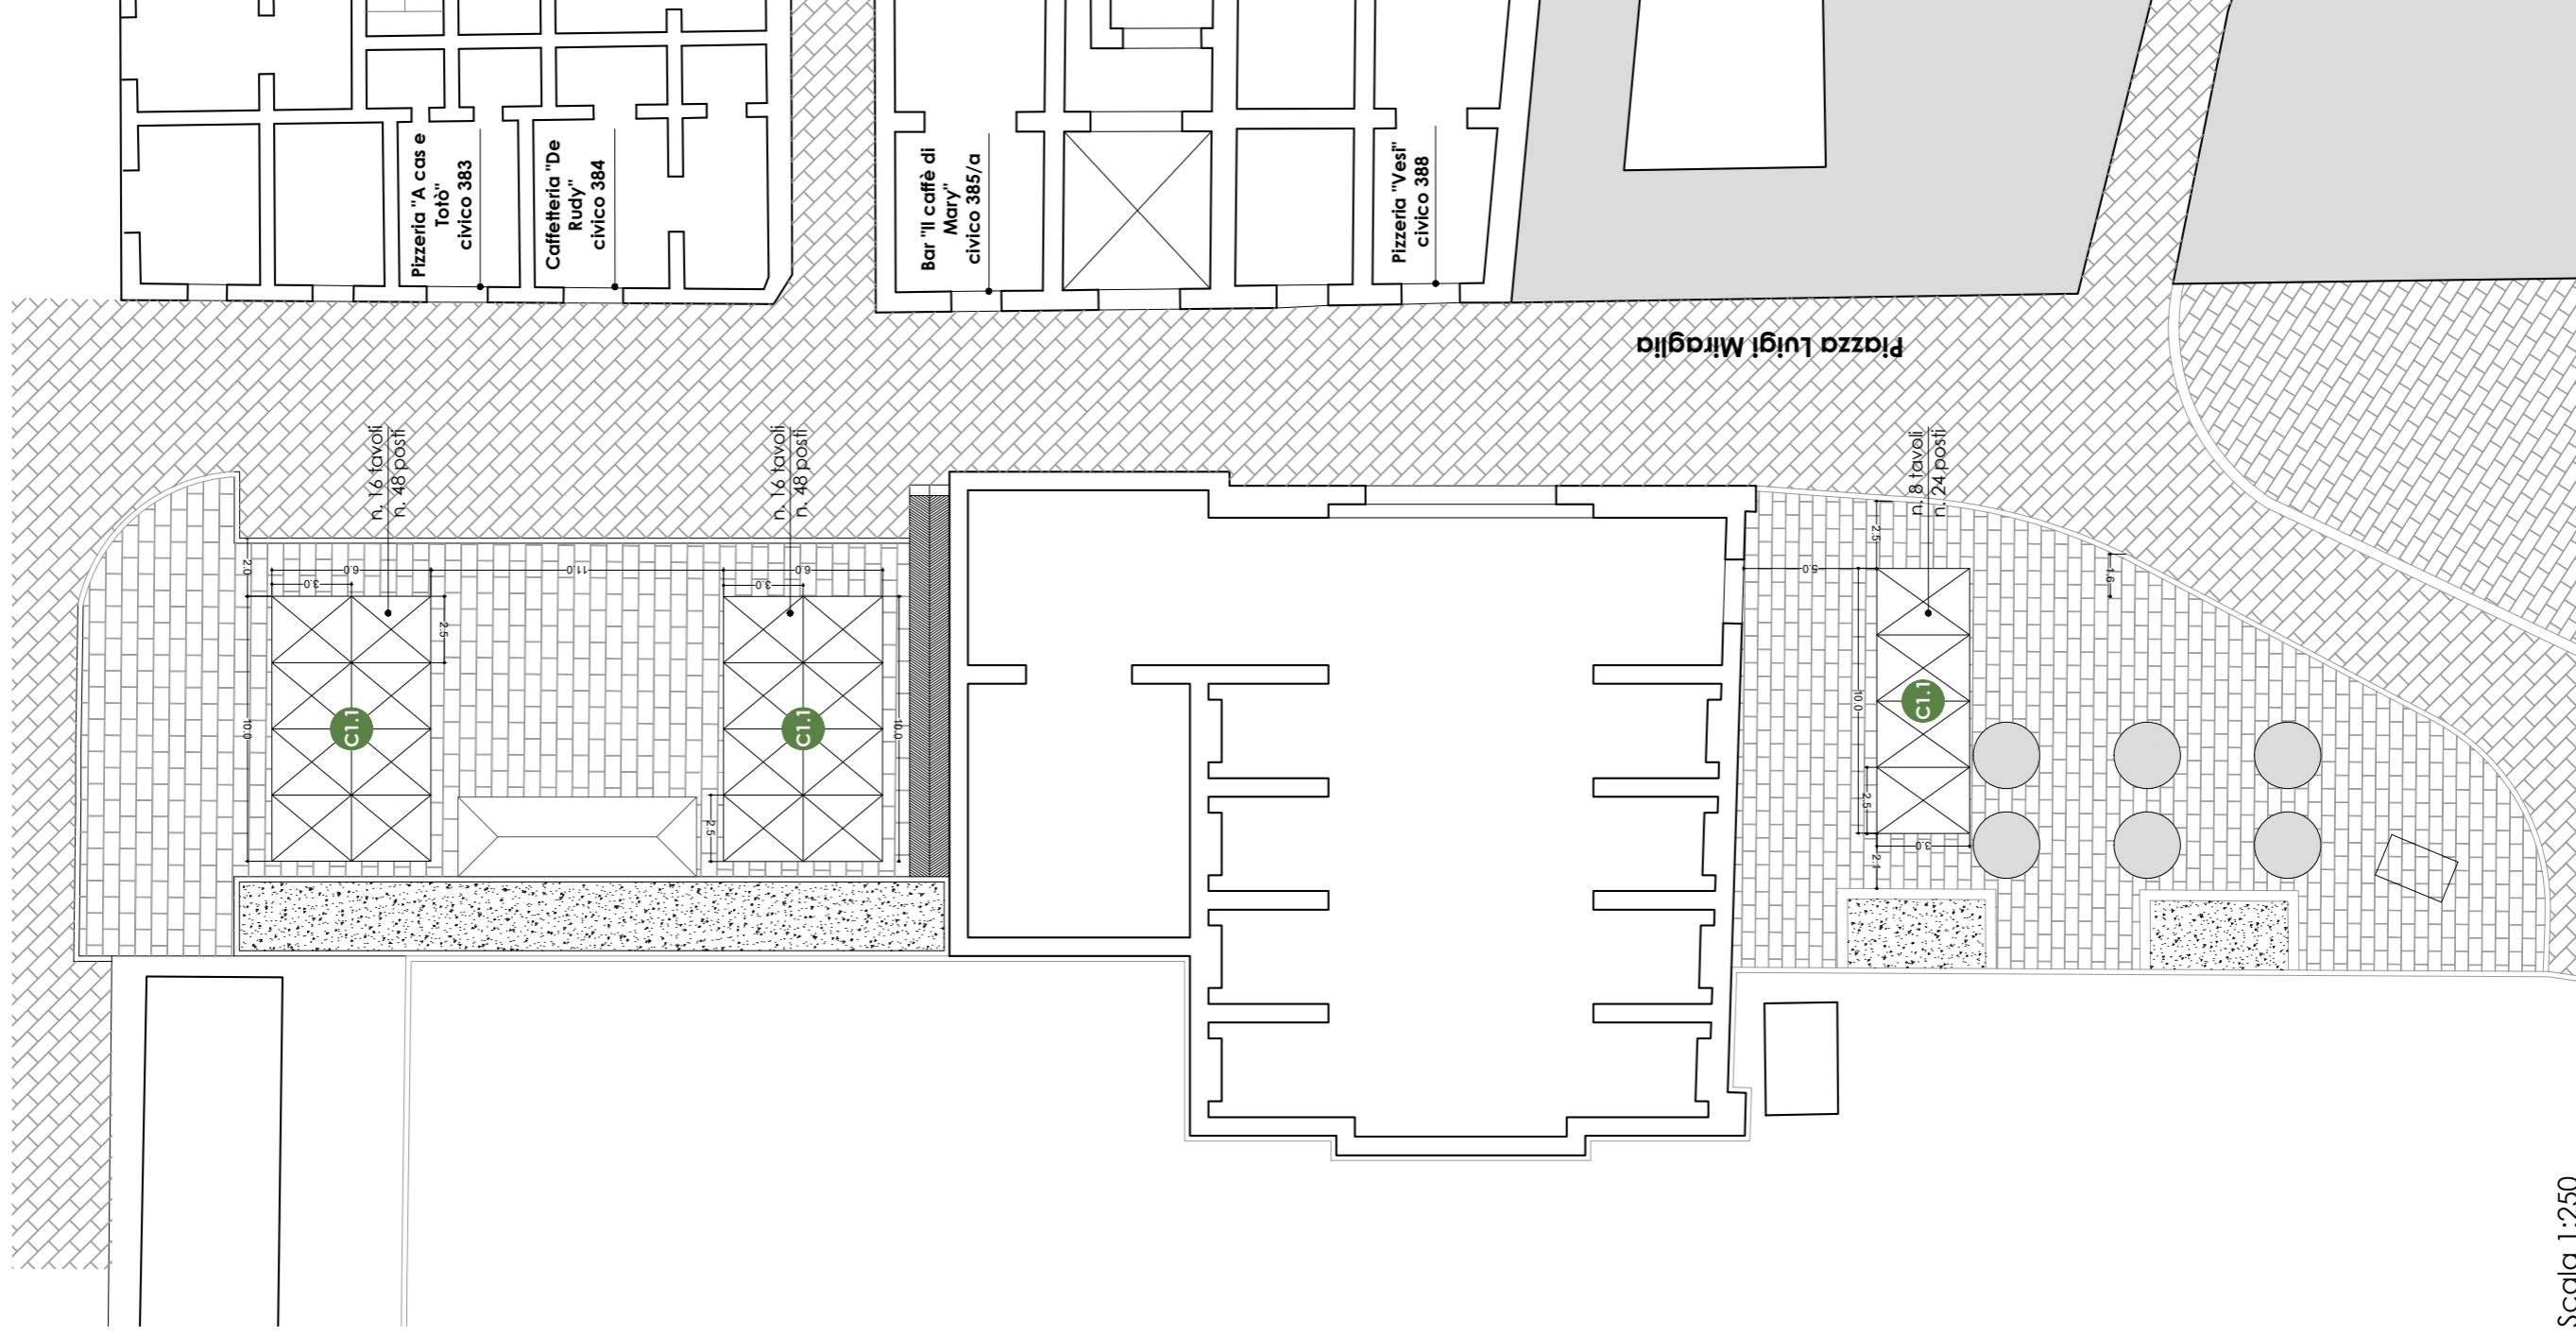 Pizzeria "A cas e
Totò"
civico 383
Caffetteria "De
Rudy"
civico 384
Bar "Il caffè di
Mary"
civico 385/a
Pizzeria "Vesi"
civico 388
Piazza Luigi Miraglia
n. 16 tavoli
n. 48 posti
n. 16 tavoli
n. 48 posti
n. 8 tavoli
n. 24 posti
2.0
6.0
3.0
11.0
6.0
3.0
2.5
10.0
C1.1
C1.1
10.0
2.5
2.5
5.0
1.6
10.0
C1.1
2.5
3.0
2.1
Scala 1:250